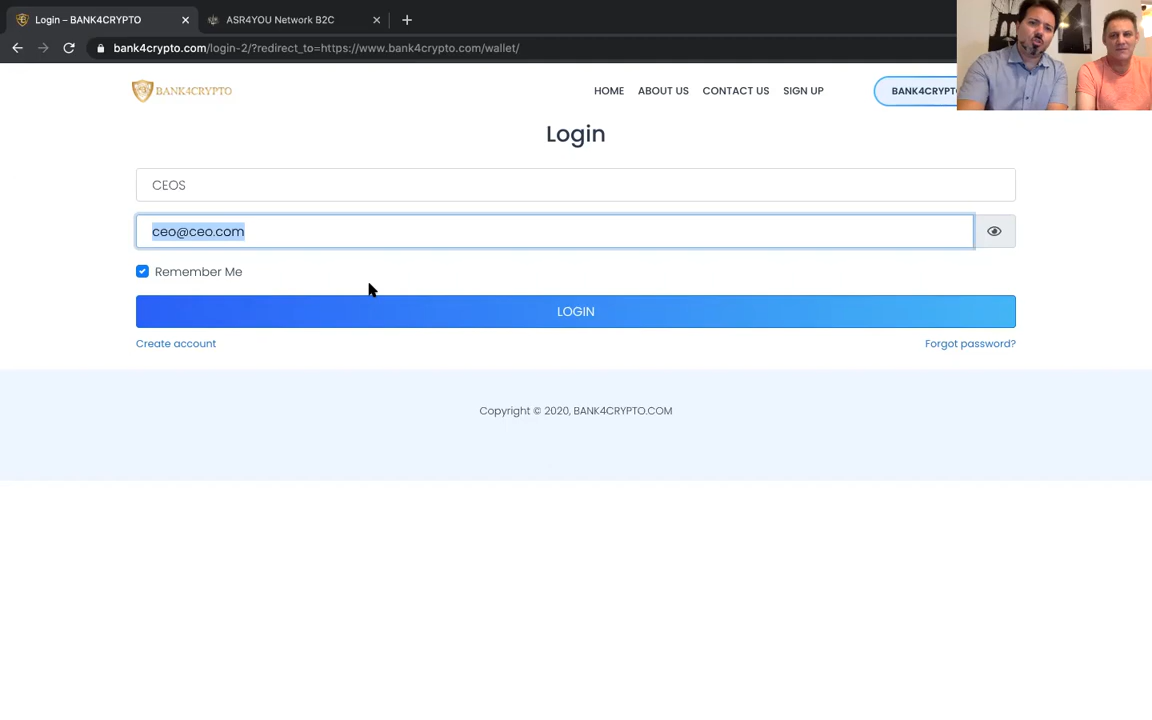 Login – BANK4CRYPTO
ASR4YOU Network B2C
bank4crypto.com/login-2/?redirect_to=https://www.bank4crypto.com/wallet/
BANK4CRYPTO
HOME ABOUT US CONTACT US SIGN UP
BANK4CRYPT
Login
CEOS
ceo@ceo.com
Remember Me
LOGIN
Create account
Forgot password?
Copyright © 2020, BANK4CRYPTO.COM